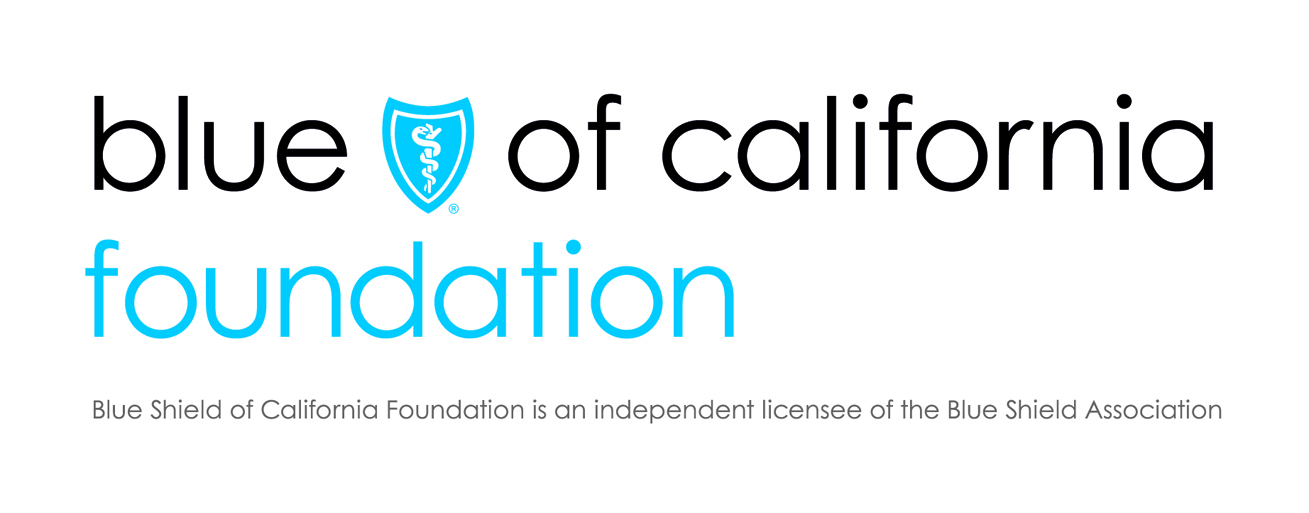 blue of california
®
foundation
Blue Shield of California Foundation is an independent licensee of the Blue Shield Association